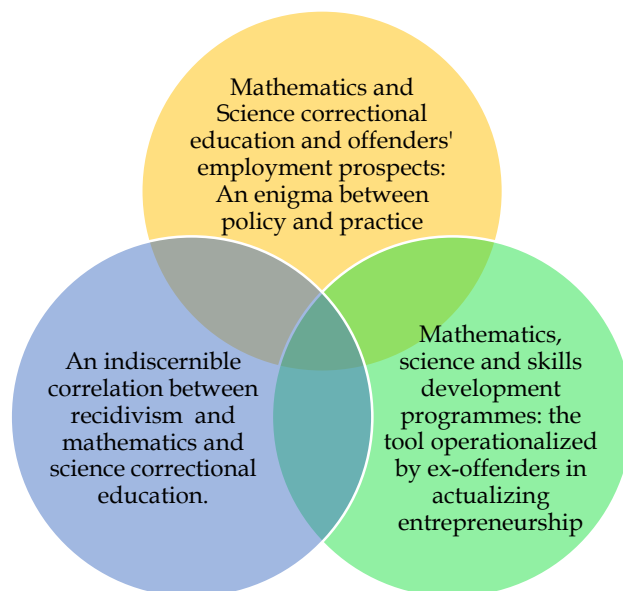 Mathematics and
Science correctional
education and offenders'
employment prospects:
An enigma between
policy and practice
An indiscernible
correlation between
recidivism and
mathematics and
science correctional
education.
Mathematics,
science and skills
development
programmes: the
tool operationalized
by ex-offenders in
actualizing
entrepreneurship